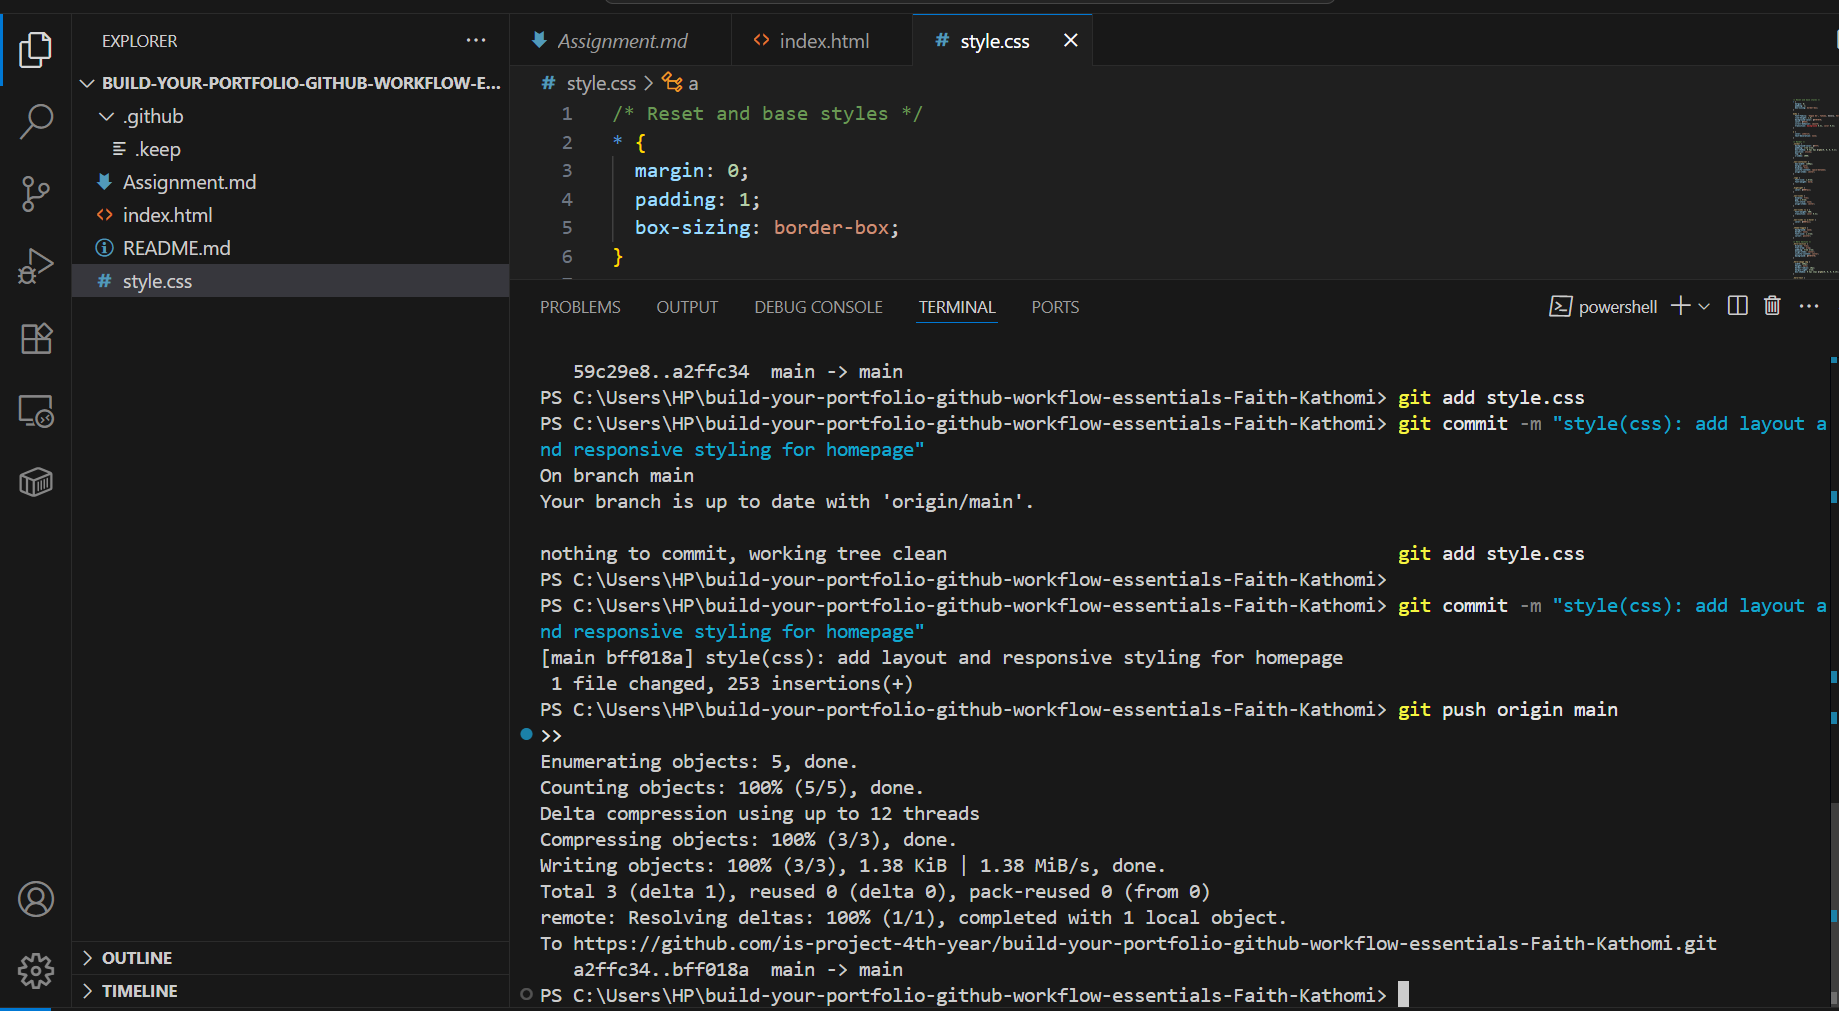 EXPLORER
BUILD-YOUR-PORTFOLIO-GITHUB-WORKFLOW-E...
.github
.keep
Assignment.md
index.html
README.md
style.css
OUTLINE
TIMELINE
Assignment.md
index.html
style.css
style.css > a
1 /* Reset and base styles */
2 * {
3 margin: 0;
4 padding: 1;
5 box-sizing: border-box;
6 }
PROBLEMS OUTPUT DEBUG CONSOLE TERMINAL PORTS
powershell
59c29e8..a2ffc34  main -> main
PS C:\Users\HP\build-your-portfolio-github-workflow-essentials-Faith-Kathomi> git add style.css
PS C:\Users\HP\build-your-portfolio-github-workflow-essentials-Faith-Kathomi> git commit -m "style(css): add layout a
nd responsive styling for homepage"
On branch main
Your branch is up to date with 'origin/main'.
nothing to commit, working tree clean git add style.css
PS C:\Users\HP\build-your-portfolio-github-workflow-essentials-Faith-Kathomi>
PS C:\Users\HP\build-your-portfolio-github-workflow-essentials-Faith-Kathomi> git commit -m "style(css): add layout a
nd responsive styling for homepage"
[main bff018a] style(css): add layout and responsive styling for homepage
1 file changed, 253 insertions(+)
PS C:\Users\HP\build-your-portfolio-github-workflow-essentials-Faith-Kathomi> git push origin main
>>
Enumerating objects: 5, done.
Counting objects: 100% (5/5), done.
Delta compression using up to 12 threads
Compressing objects: 100% (3/3), done.
Writing objects: 100% (3/3), 1.38 KiB | 1.38 MiB/s, done.
Total 3 (delta 1), reused 0 (delta 0), pack-reused 0 (from 0)
remote: Resolving deltas: 100% (1/1), completed with 1 local object.
To https://github.com/is-project-4th-year/build-your-portfolio-github-workflow-essentials-Faith-Kathomi.git
a2ffc34..bff018a  main -> main
PS C:\Users\HP\build-your-portfolio-github-workflow-essentials-Faith-Kathomi>